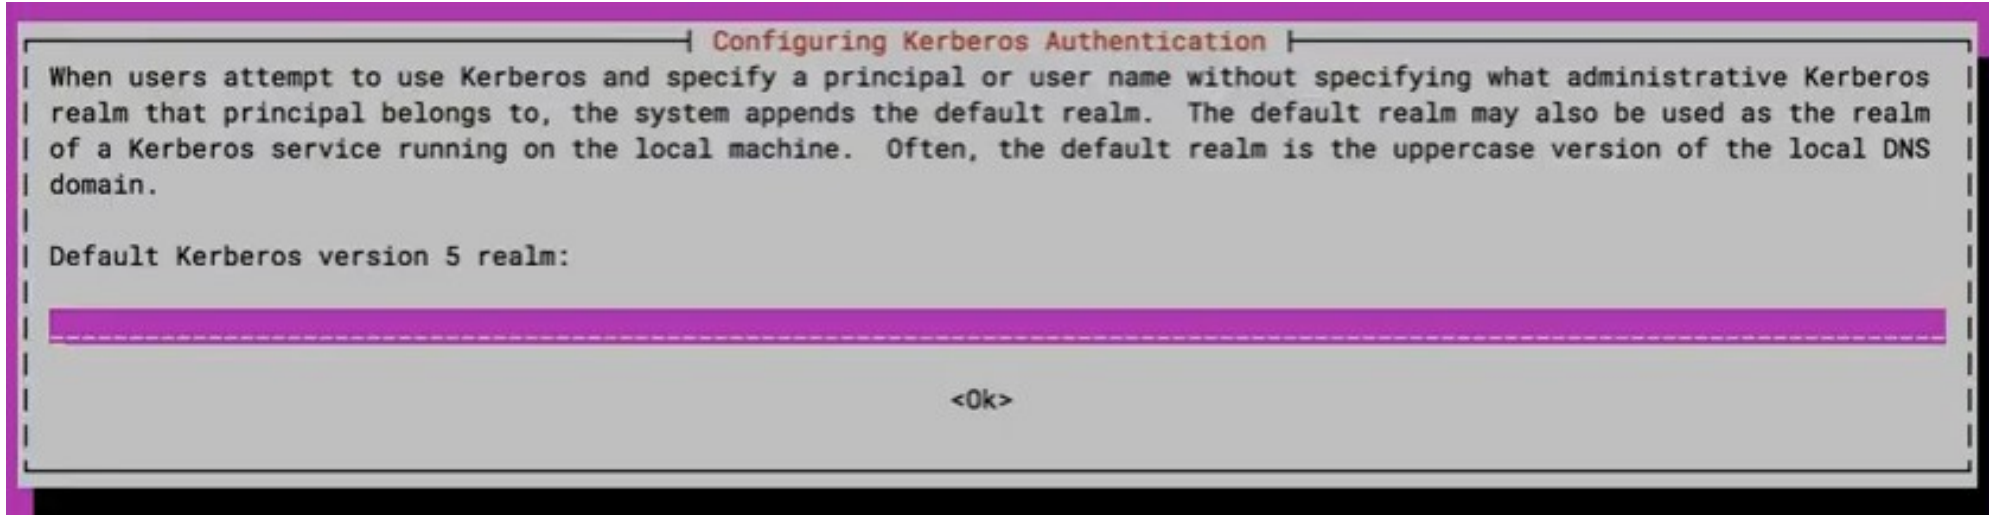 Configuring Kerberos Authentication
When users attempt to use Kerberos and specify a principal or user name without specifying what administrative Kerberos
realm that principal belongs to, the system appends the default realm.  The default realm may also be used as the realm
of a Kerberos service running on the local machine.  Often, the default realm is the uppercase version of the local DNS
domain.
Default Kerberos version 5 realm:
<Ok>